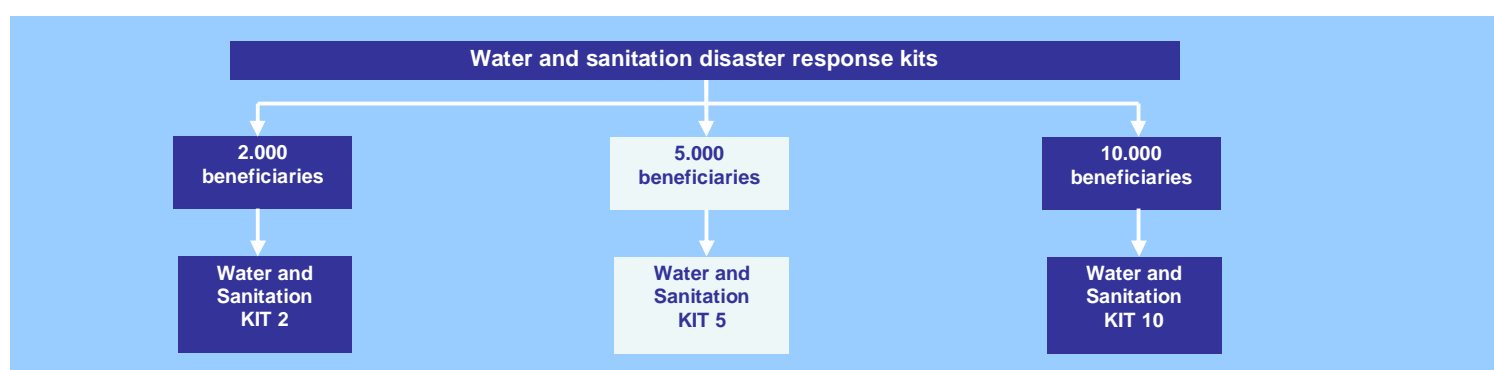 Water and sanitation disaster response kits
2.000
beneficiaries
5.000
beneficiaries
10.000
beneficiaries
Water and
Sanitation
KIT 2
Water and
Sanitation
KIT 5
Water and
Sanitation
KIT 10